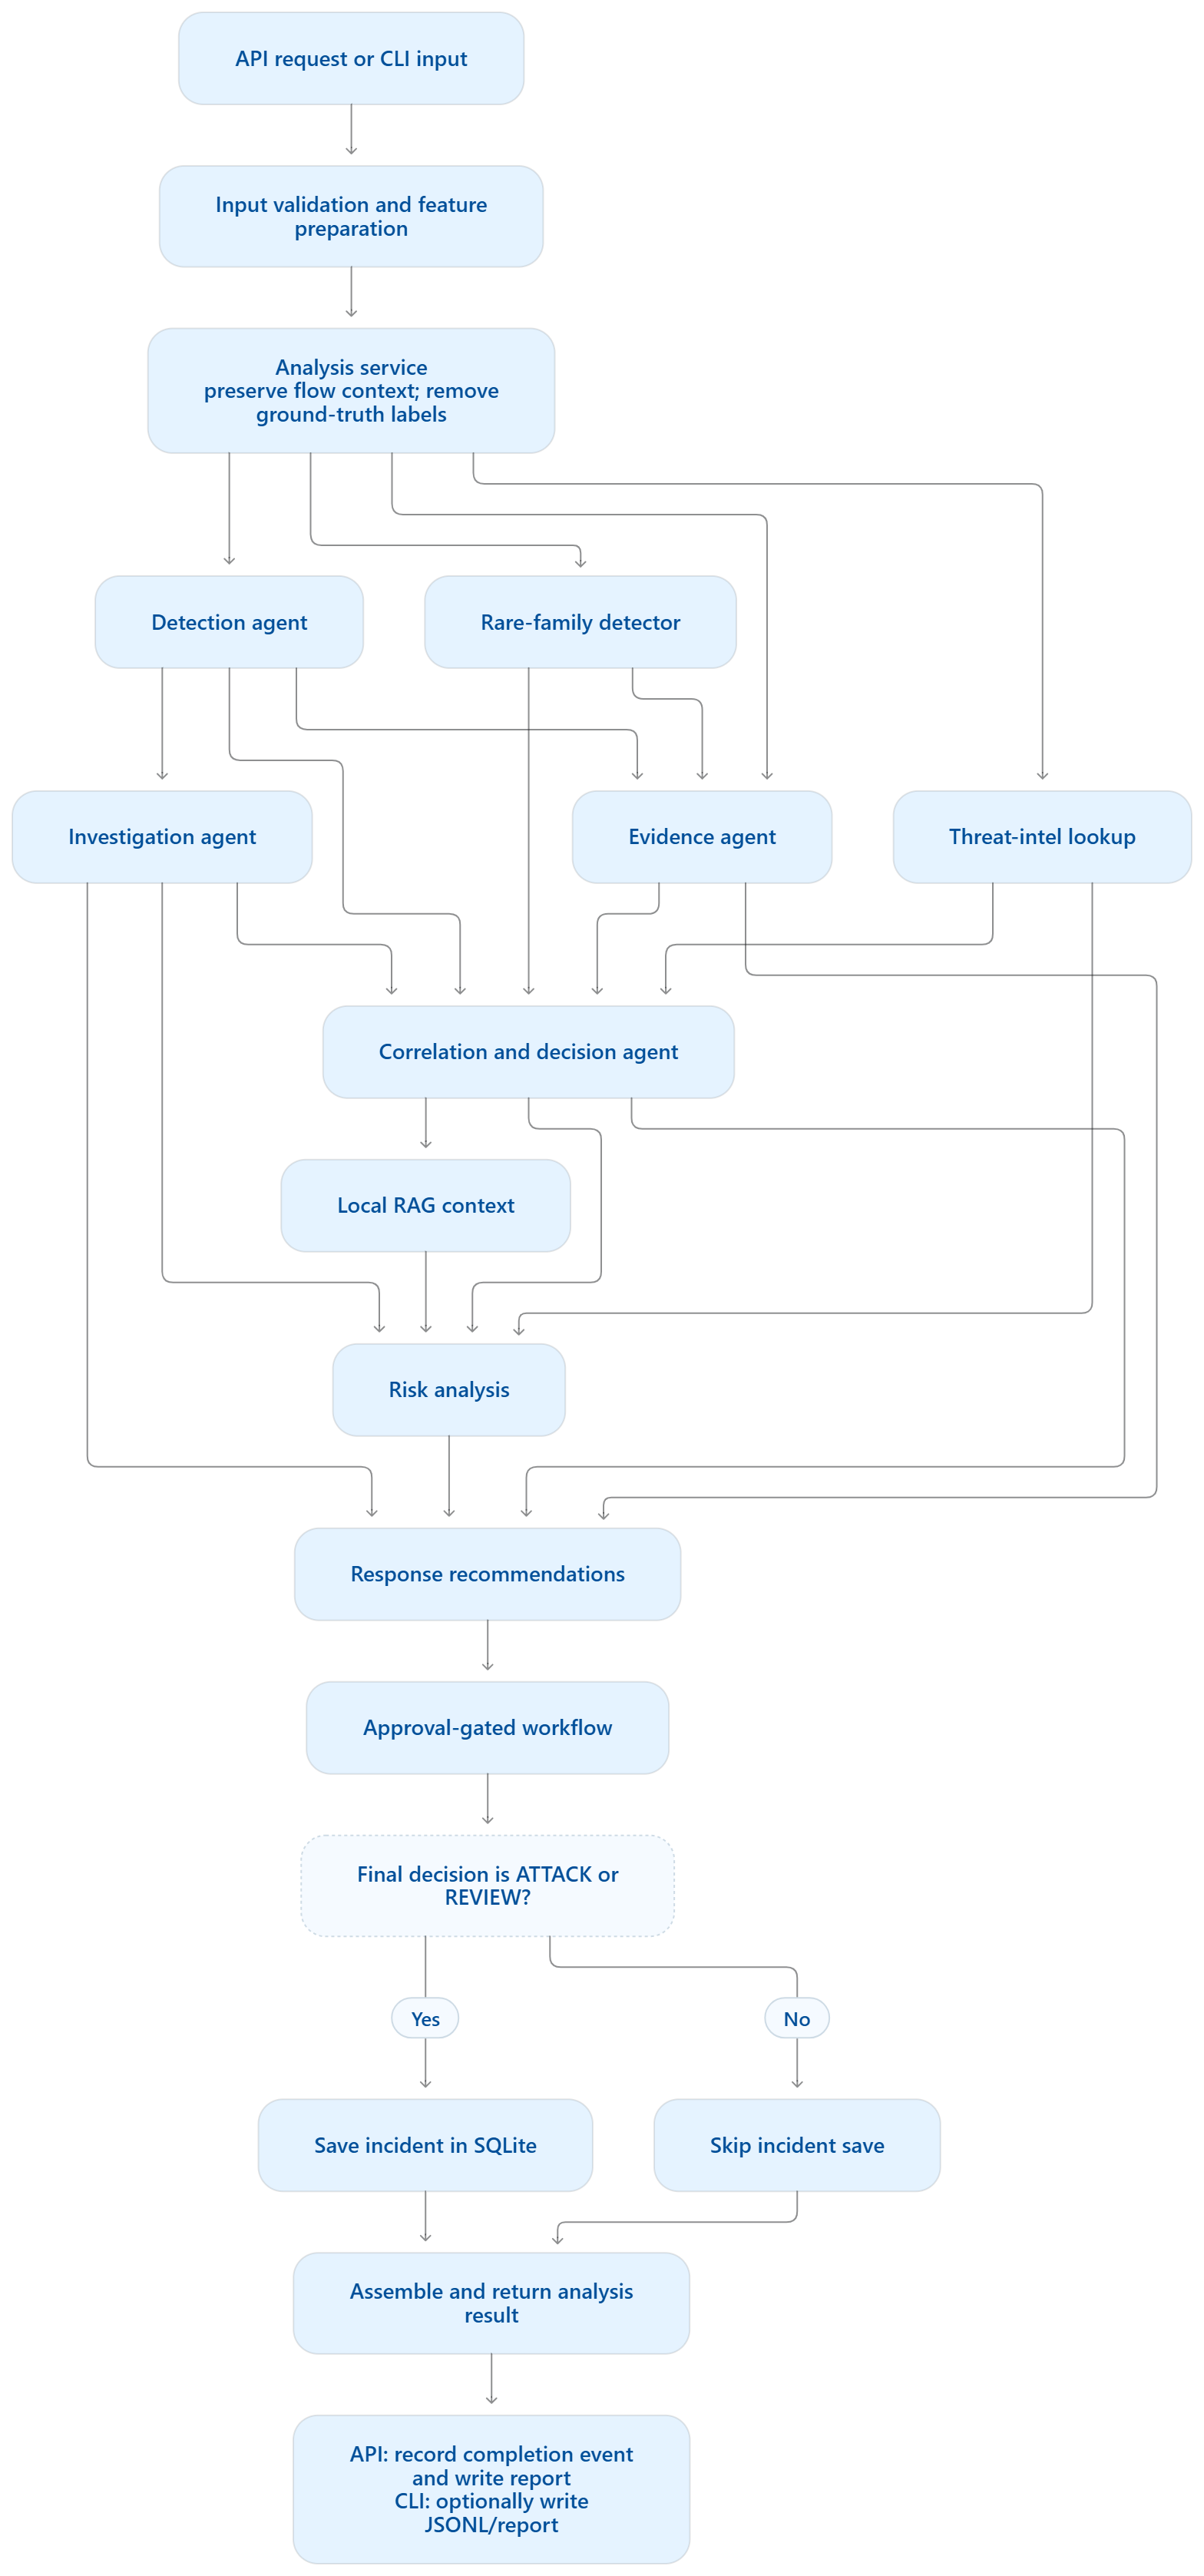 API request or CLI input
Input validation and feature
preparation
Analysis service
preserve flow context; remove
ground-truth labels
Detection agent
Rare-family detector
Investigation agent
Evidence agent
Threat-intel lookup
Correlation and decision agent
Local RAG context
Risk analysis
Response recommendations
Approval-gated workflow
Final decision is ATTACK or
REVIEW?
Yes
No
Save incident in SQLite
Skip incident save
Assemble and return analysis
result
API: record completion event
and write report
CLI: optionally write
JSONL/report